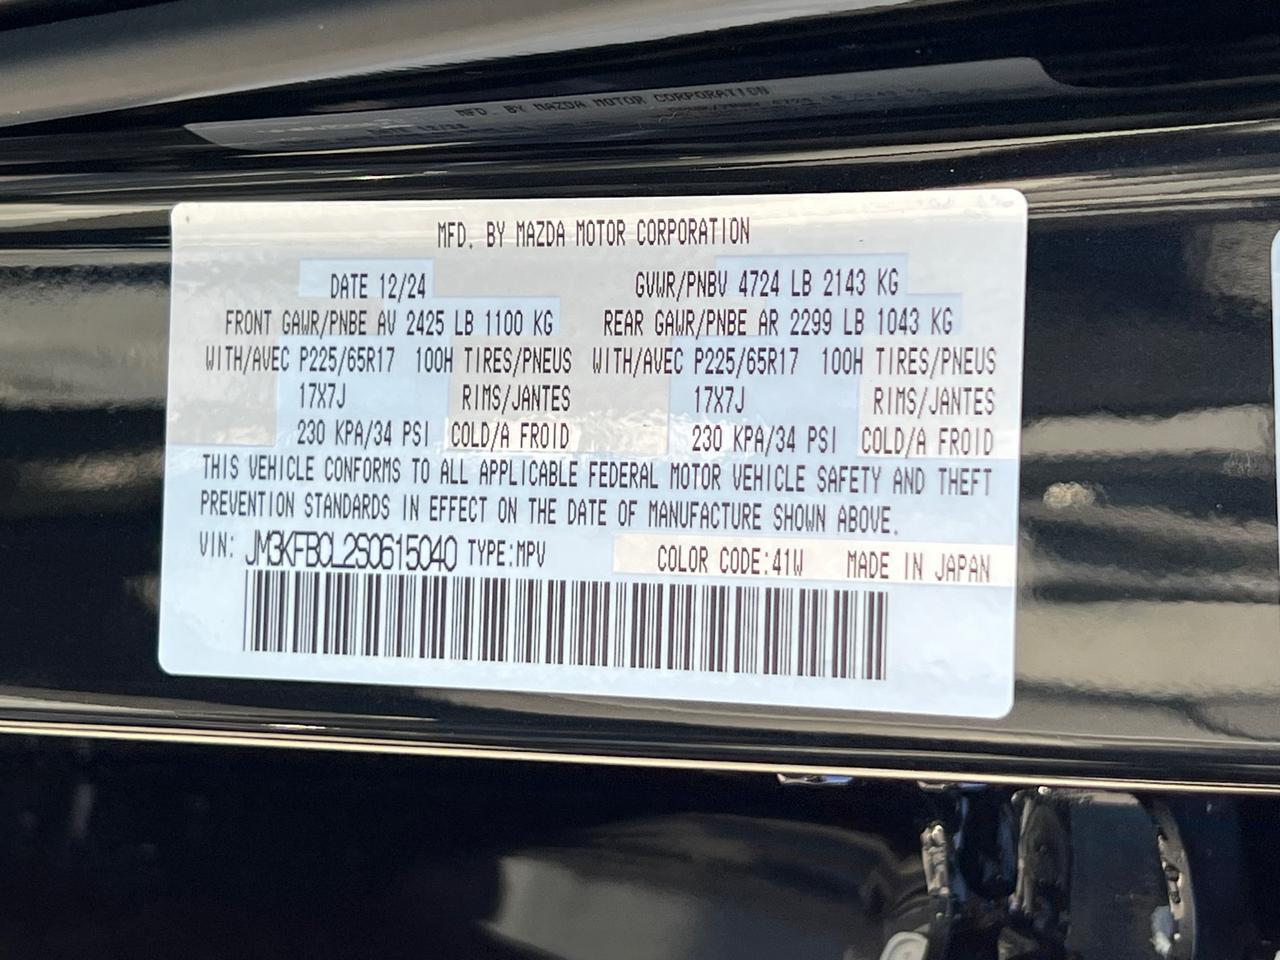 MFD. BY MAZDA MOTOR CORPORATION
MFD. BY MAZDA MOTOR CORPORATION
DATE 12/24 GVWR/PNBV 4724 LB 2143 KG
FRONT GAWR/PNBE AV 2425 LB 1100 KG REAR GAWR/PNBE AR 2299 LB 1043 KG
WITH/AVEC P225/65R17 100H TIRES/PNEUS WITH/AVEC P225/65R17 100H TIRES/PNEUS
17X7J RIMS/JANTES 17X7J RIMS/JANTES
230 KPA/34 PSI COLD/A FROID 230 KPA/34 PSI COLD/A FROID
THIS VEHICLE CONFORMS TO ALL APPLICABLE FEDERAL MOTOR VEHICLE SAFETY AND THEFT
PREVENTION STANDARDS IN EFFECT ON THE DATE OF MANUFACTURE SHOWN ABOVE.
VIN: JM3KFBCL2S0615040 TYPE:MPV COLOR CODE:41W MADE IN JAPAN